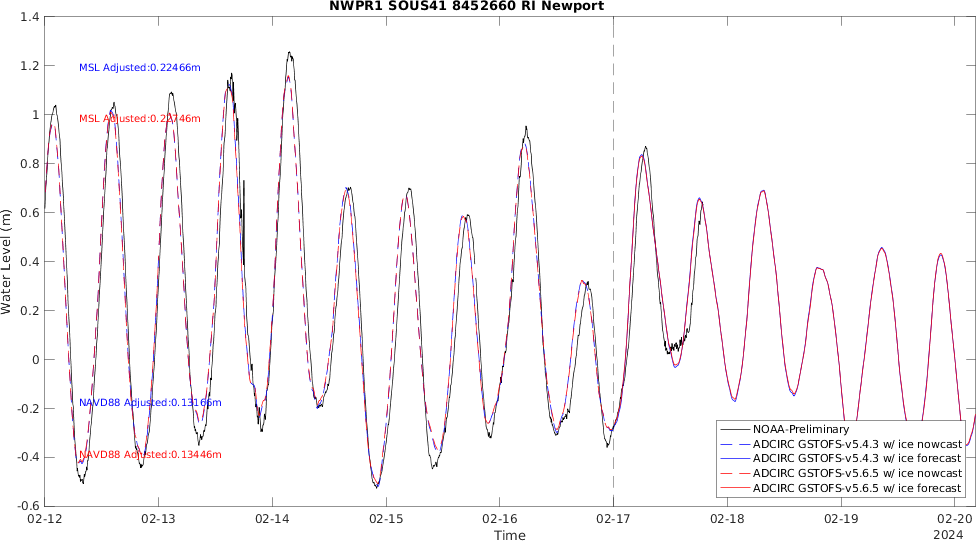 NWPR1 SOUS41 8452660 RI Newport
1.4
1.2
1
0.8
0.6
0.4
0.2
0
-0.2
-0.4
-0.6
Water Level (m)
MSL Adjusted:0.22466m
MSL Adjusted:0.22746m
NAVD88 Adjusted:0.13166m
NAVD88 Adjusted:0.13446m
NOAA-Preliminary
ADCIRC GSTOFS-v5.4.3 w/ ice nowcast
ADCIRC GSTOFS-v5.4.3 w/ ice forecast
ADCIRC GSTOFS-v5.6.5 w/ ice nowcast
ADCIRC GSTOFS-v5.6.5 w/ ice forecast
02-12 02-13 02-14 02-15 02-16 02-17 02-18 02-19 02-20
Time
2024